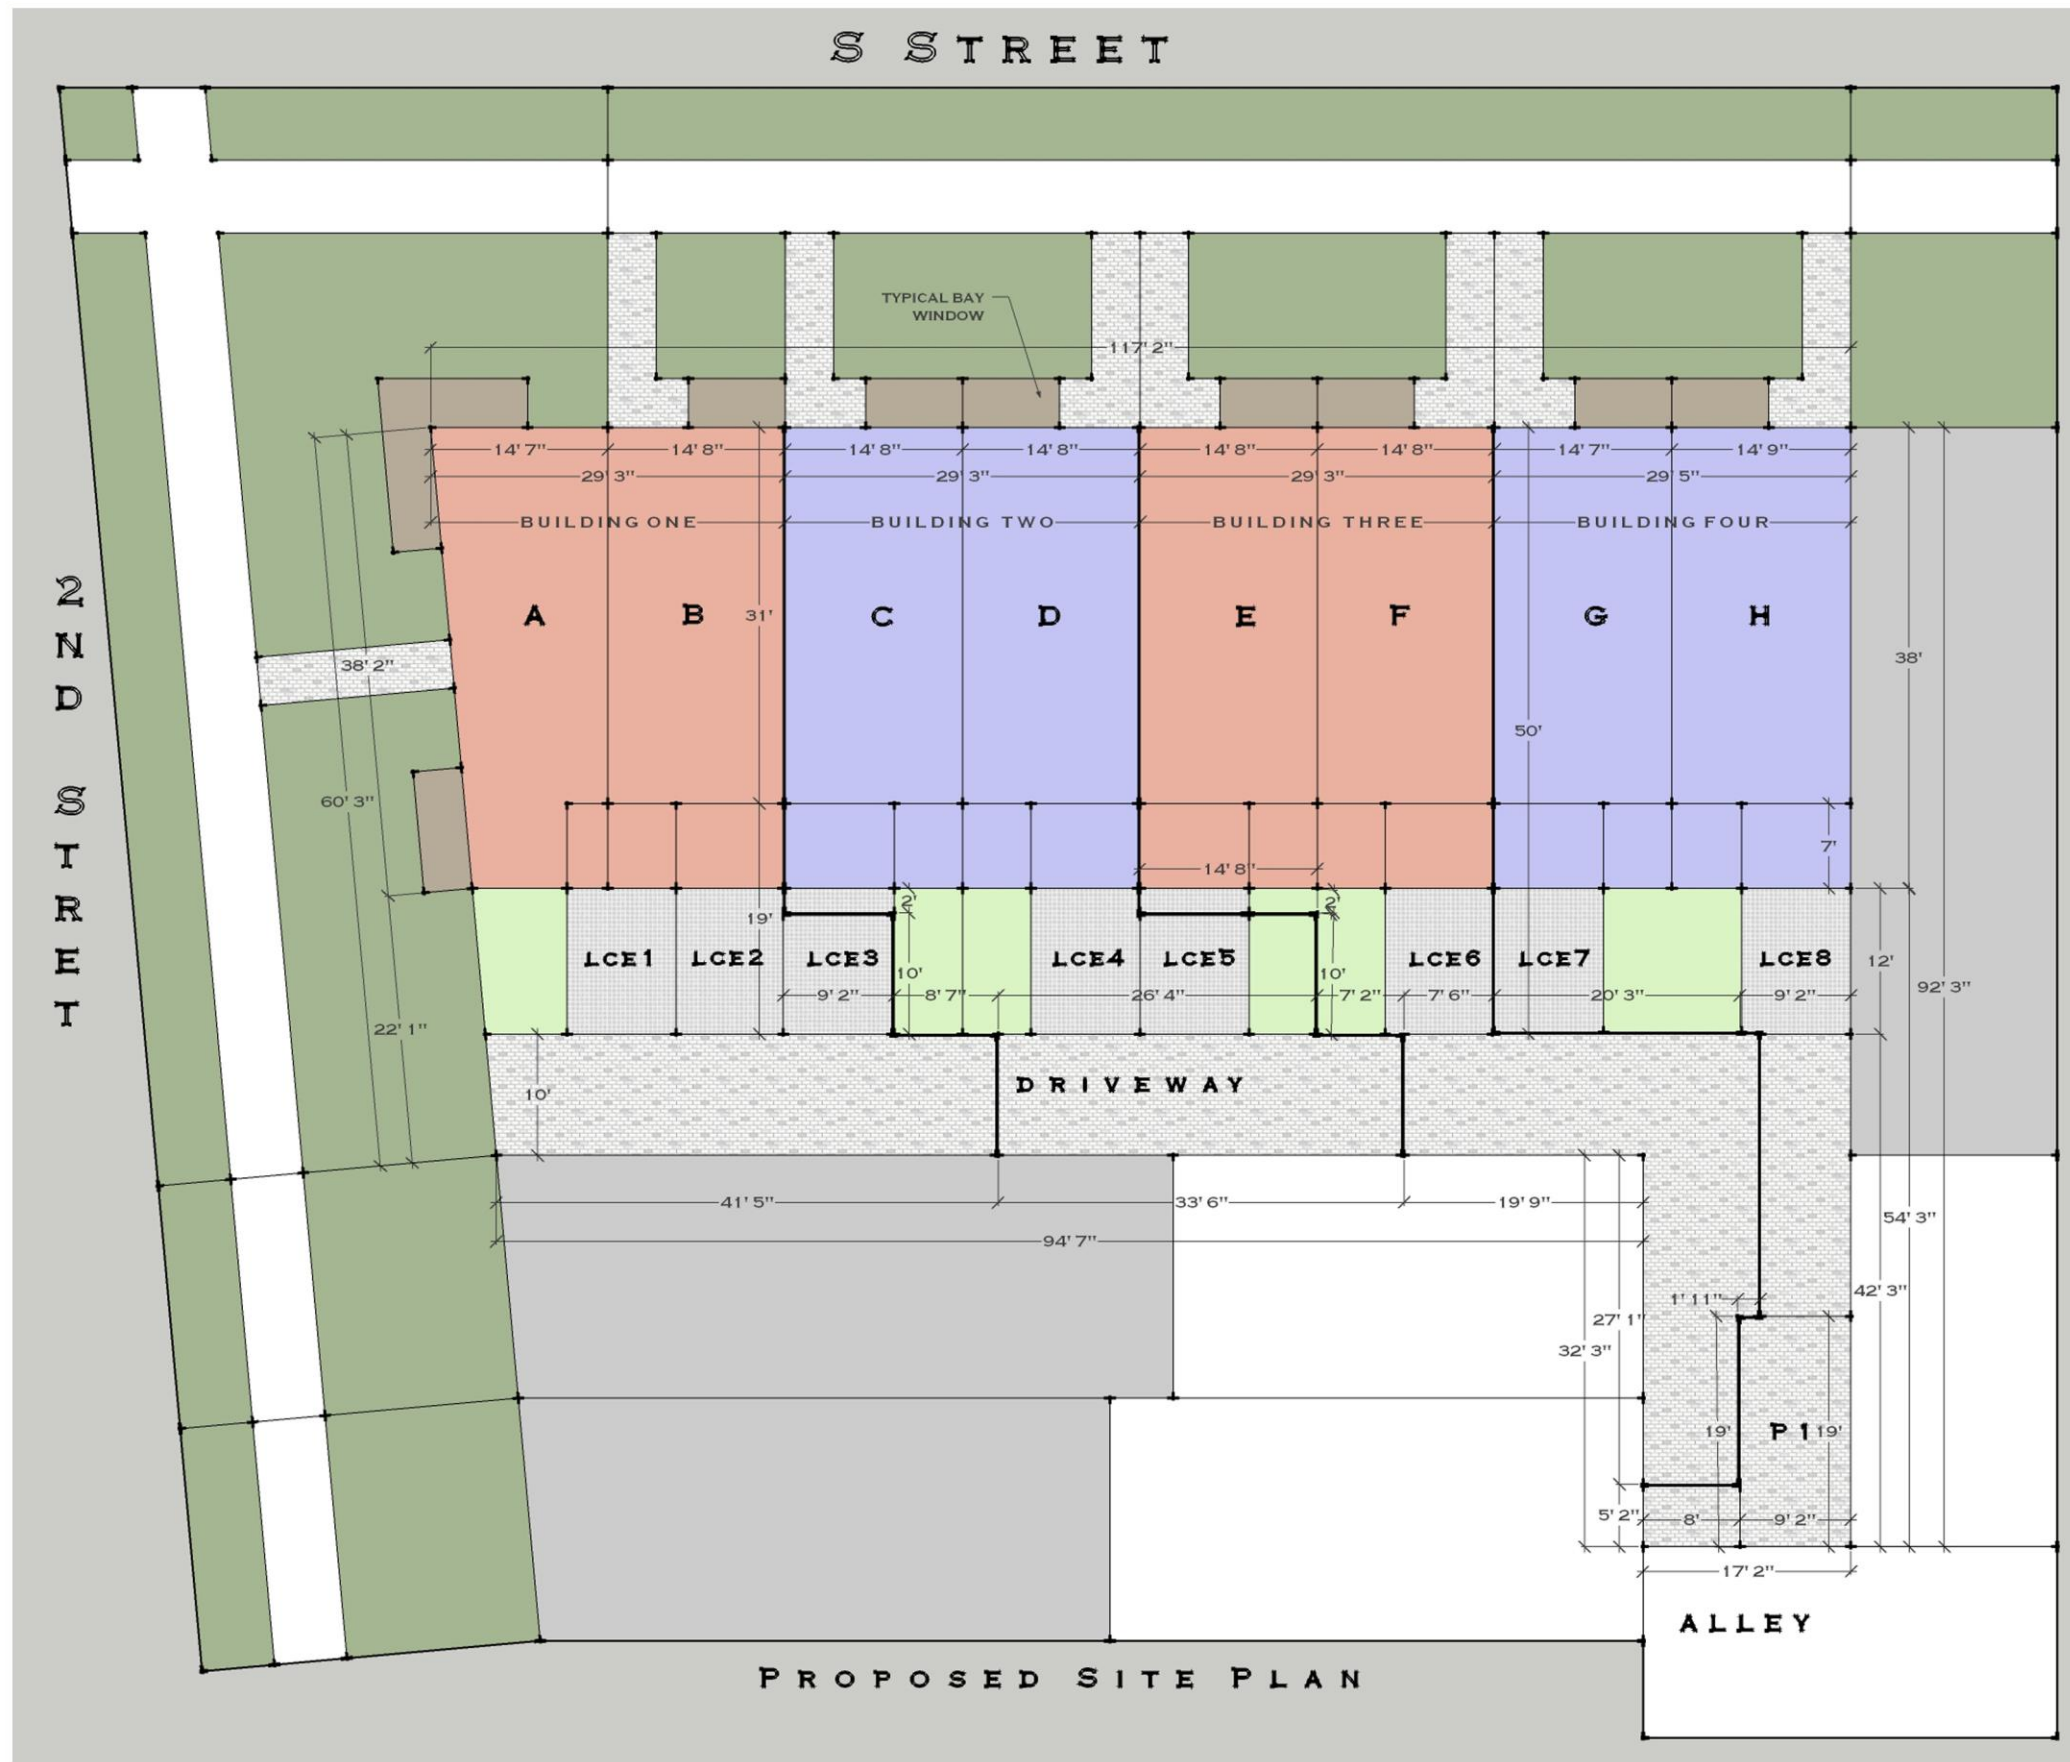 S STREET
TYPICAL BAY
WINDOW
117' 2"
14' 7"
14' 8"
14' 8"
14' 8"
14' 8"
14' 8"
14' 7"
14' 9"
29' 3"
29' 3"
29' 3"
29' 5"
BUILDING ONE
BUILDING TWO
BUILDING THREE
BUILDING FOUR
2ND STREET
A
B
31'
C
D
E
F
G
H
38' 2"
38'
50'
60' 3"
7'
14' 8"
2'
2'
19'
LCE1
LCE2
LCE3
LCE4
LCE5
LCE6
LCE7
LCE8
12'
10'
10'
92' 3"
9' 2"
8' 7"
26' 4"
7' 2"
7' 6"
20' 3"
9' 2"
22' 1"
10'
DRIVEWAY
41' 5"
33' 6"
19' 9"
54' 3"
94' 7"
42' 3"
1' 11"
27' 1"
32' 3"
19'
P1
19'
5' 2"
8'
9' 2"
17' 2"
ALLEY
PROPOSED SITE PLAN